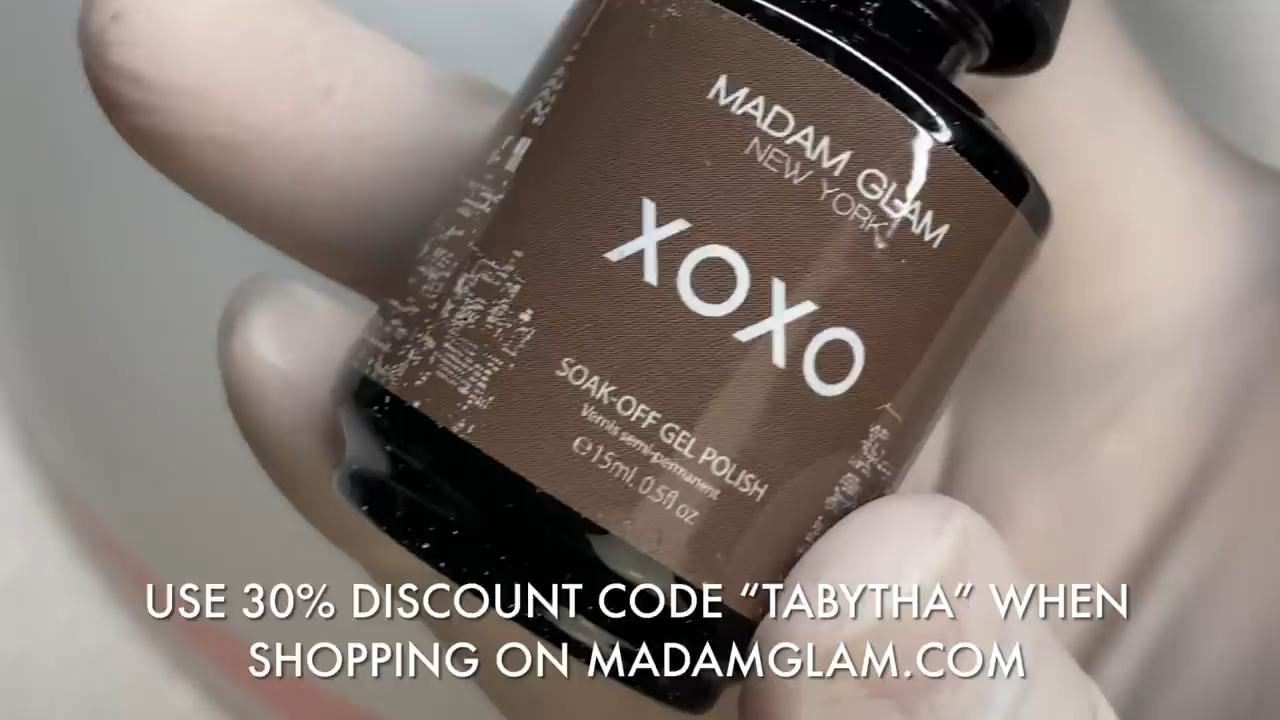 MADAM GLAM
NEW YORK
XOXO
SOAK-OFF GEL POLISH
Vernis semi-permanent
℮ 15ml, 0.5fl oz
USE 30% DISCOUNT CODE “TABYTHA” WHEN
SHOPPING ON MADAMGLAM.COM